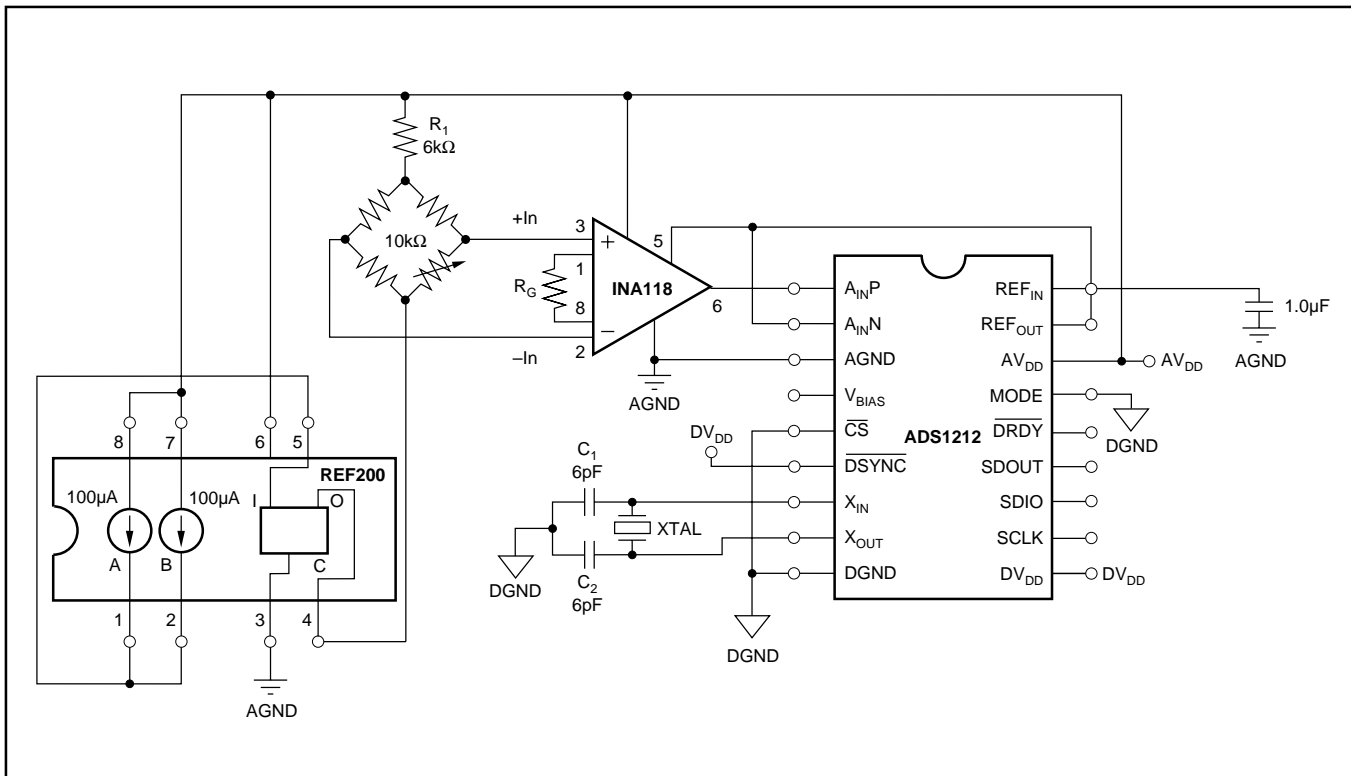 R1
6kΩ
10kΩ
+In
–In
RG
3
1
8
2
5
6
+
–
INA118
AGND
AINP
AINN
AGND
VBIAS
CS
DSYNC
XIN
XOUT
DGND
ADS1212
REFIN
REFOUT
AVDD
MODE
DRDY
SDOUT
SDIO
SCLK
DVDD
1.0µF
AGND
AVDD
DGND
DVDD
DVDD
C1
6pF
XTAL
C2
6pF
DGND
DGND
8
7
6
5
REF200
100µA
100µA
I
O
A
B
C
1
2
3
4
AGND